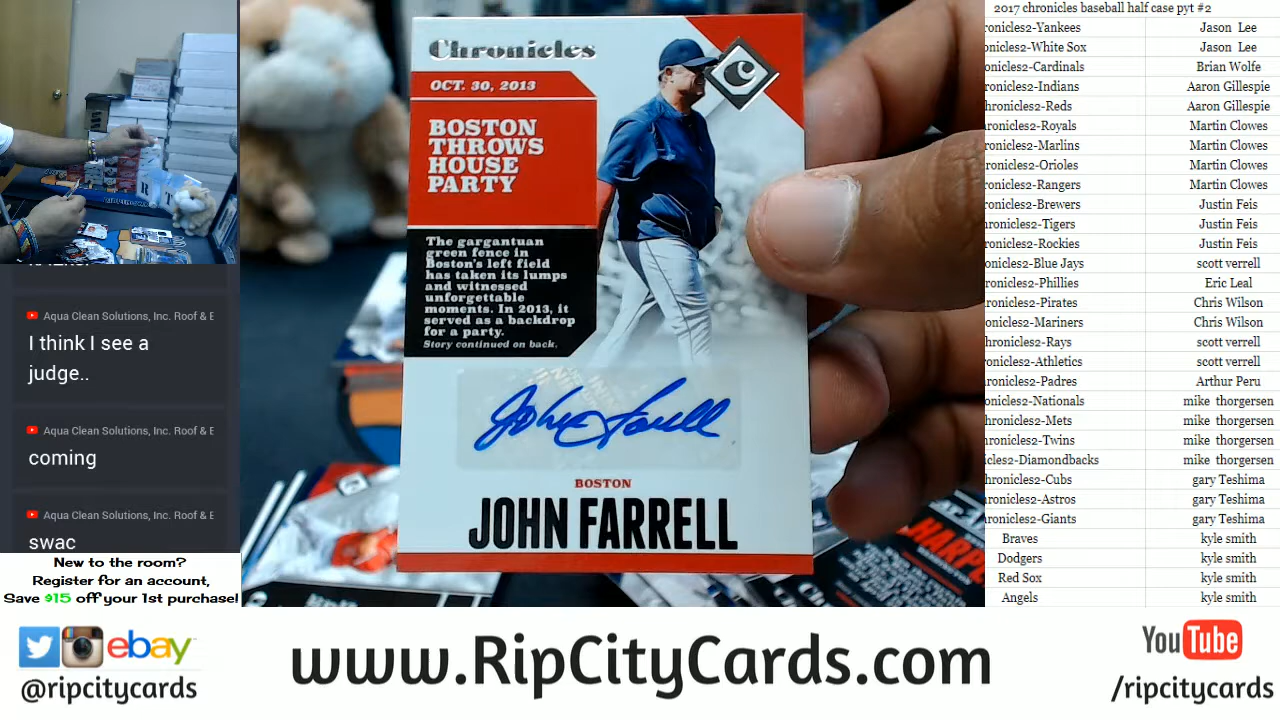 Aqua Clean Solutions, Inc. Roof & E
I think I see a
judge..
Aqua Clean Solutions, Inc. Roof & E
coming
Aqua Clean Solutions, Inc. Roof & E
swac
New to the room?
Register for an account,
Save $15 off your 1st purchase!
Chronicles
OCT. 30, 2013
BOSTON
THROWS
HOUSE
PARTY
The gargantuan
green fence in
Boston's left field
has taken its lumps
and witnessed
unforgettable
moments. In 2013, it
served as a backdrop
for a party.
Story continued on back.
John Farrell
BOSTON
JOHN FARRELL
HARPE
2017 chronicles baseball half case pyt #2
ronicles2-Yankees Jason Lee
onicles2-White Sox Jason Lee
ronicles2-Cardinals Brian Wolfe
ronicles2-Indians Aaron Gillespie
hronicles2-Reds Aaron Gillespie
ronicles2-Royals Martin Clowes
ronicles2-Marlins Martin Clowes
ronicles2-Orioles Martin Clowes
ronicles2-Rangers Martin Clowes
ronicles2-Brewers Justin Feis
ronicles2-Tigers Justin Feis
ronicles2-Rockies Justin Feis
ronicles2-Blue Jays scott verrell
ronicles2-Phillies Eric Leal
ronicles2-Pirates Chris Wilson
ronicles2-Mariners Chris Wilson
hronicles2-Rays scott verrell
ronicles2-Athletics scott verrell
ronicles2-Padres Arthur Peru
onicles2-Nationals mike thorgersen
hronicles2-Mets mike thorgersen
ronicles2-Twins mike thorgersen
icles2-Diamondbacks mike thorgersen
hronicles2-Cubs gary Teshima
ronicles2-Astros gary Teshima
ronicles2-Giants gary Teshima
Braves kyle smith
Dodgers kyle smith
Red Sox kyle smith
Angels kyle smith
ebay
@ripcitycards
www.RipCityCards.com
YouTube
/ripcitycards